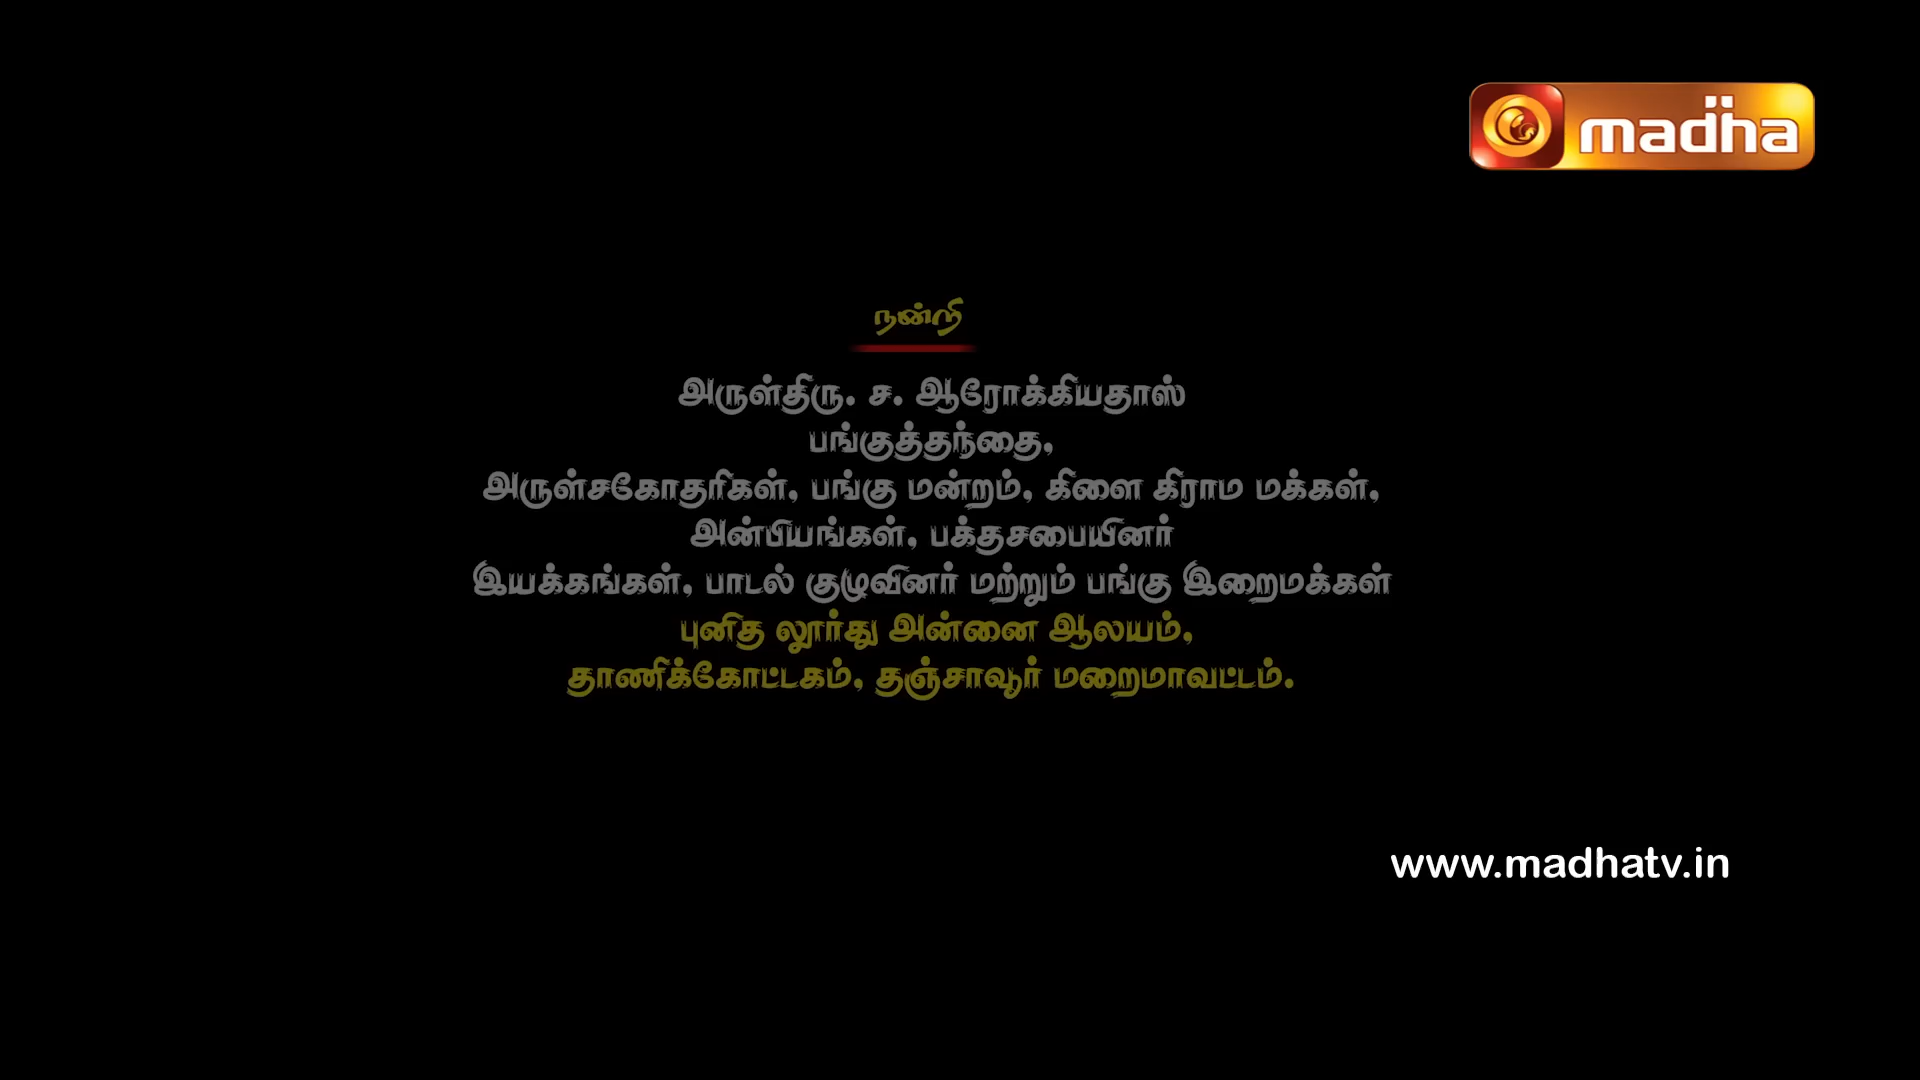 madha
நன்றி
அருள்திரு. ச. ஆரோக்கியதாஸ்
பங்குத்தந்தை,
அருள்சகோதரிகள், பங்கு மன்றம், கிளை கிராம மக்கள்,
அன்பியங்கள், பக்தசபையினர்
இயக்கங்கள், பாடல் குழுவினர் மற்றும் பங்கு இறைமக்கள்
புனித லூர்து அன்னை ஆலயம்,
தாணிக்கோட்டகம், தஞ்சாவூர் மறைமாவட்டம்.
www.madhatv.in